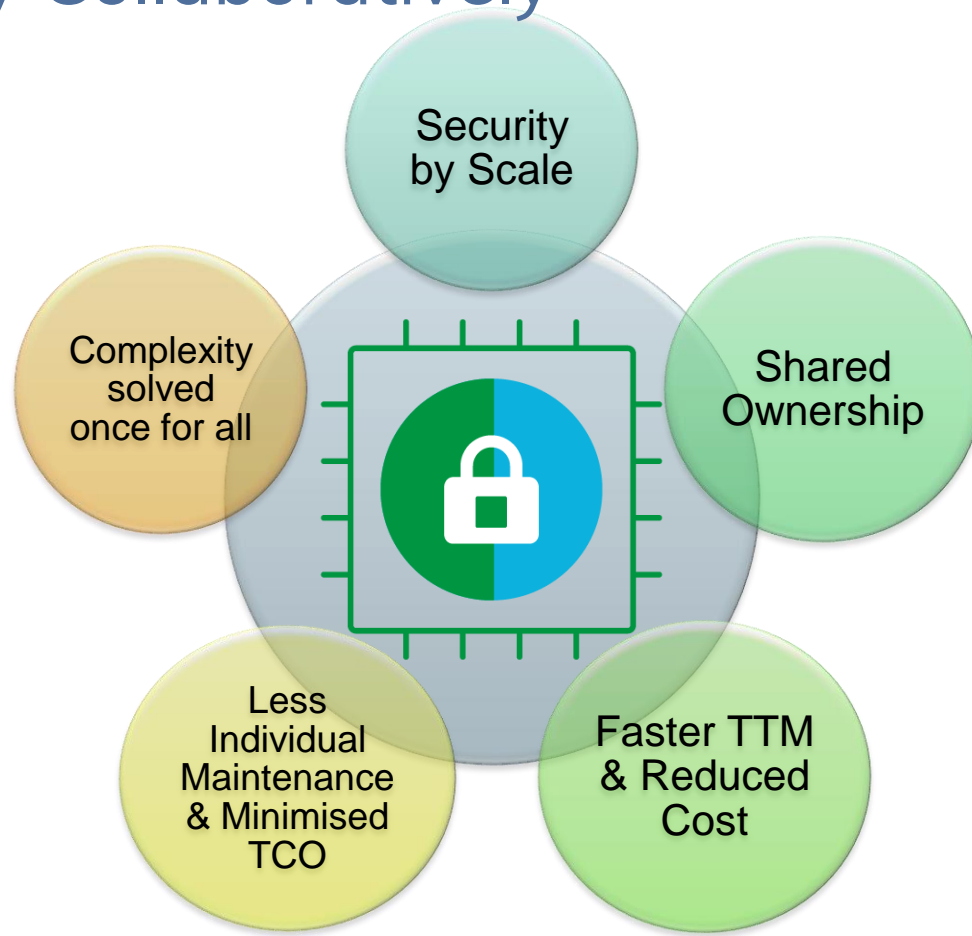 Collaboratively
Security
by Scale
Shared
Ownership
Faster TTM
& Reduced
Cost
Less
Individual
Maintenance
& Minimised
TCO
Complexity
solved
once for all